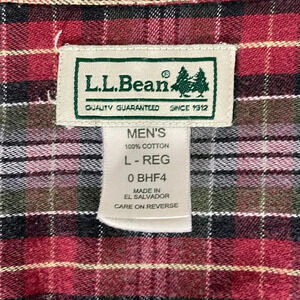 L.L.Bean®
QUALITY GUARANTEED SINCE 1912
MEN'S
100% COTTON
L - REG
0 BHF4
MADE IN
EL SALVADOR
CARE ON REVERSE